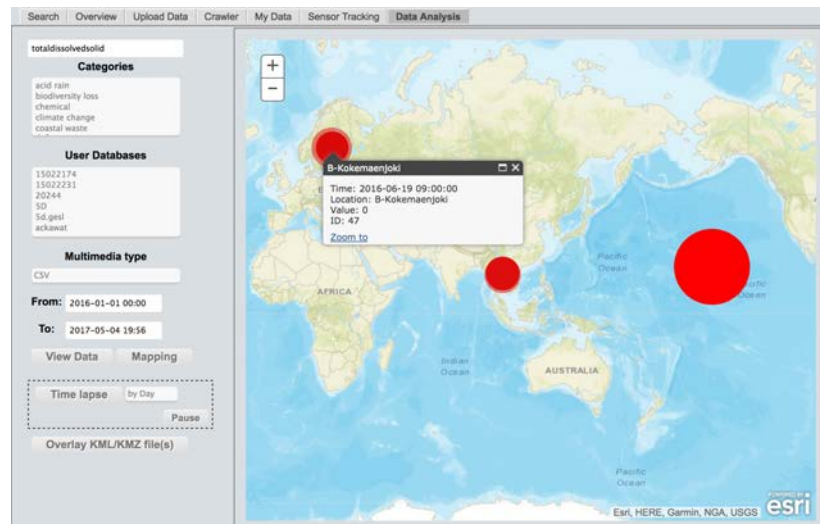 Search Overview Upload Data Crawler My Data Sensor Tracking Data Analysis
totaldissolvedsolid
Categories
acid rain
biodiversity loss
chemical
climate change
coastal waste
User Databases
15022174
15022231
20244
5D
5d.gesl
ackawat
Multimedia type
CSV
From: 2016-01-01 00:00
To: 2017-05-04 19:56
View Data Mapping
Time lapse by Day
Pause
Overlay KML/KMZ file(s)
+
−
B-Kokemaenjoki
Time: 2016-06-19 09:00:00
Location: B-Kokemaenjoki
Value: 0
ID: 47
Zoom to
AFRICA
Pacific
Ocean
Indian
Ocean
AUSTRALIA
Pacific
Ocean
Esri, HERE, Garmin, NGA, USGS
POWERED BY
esri